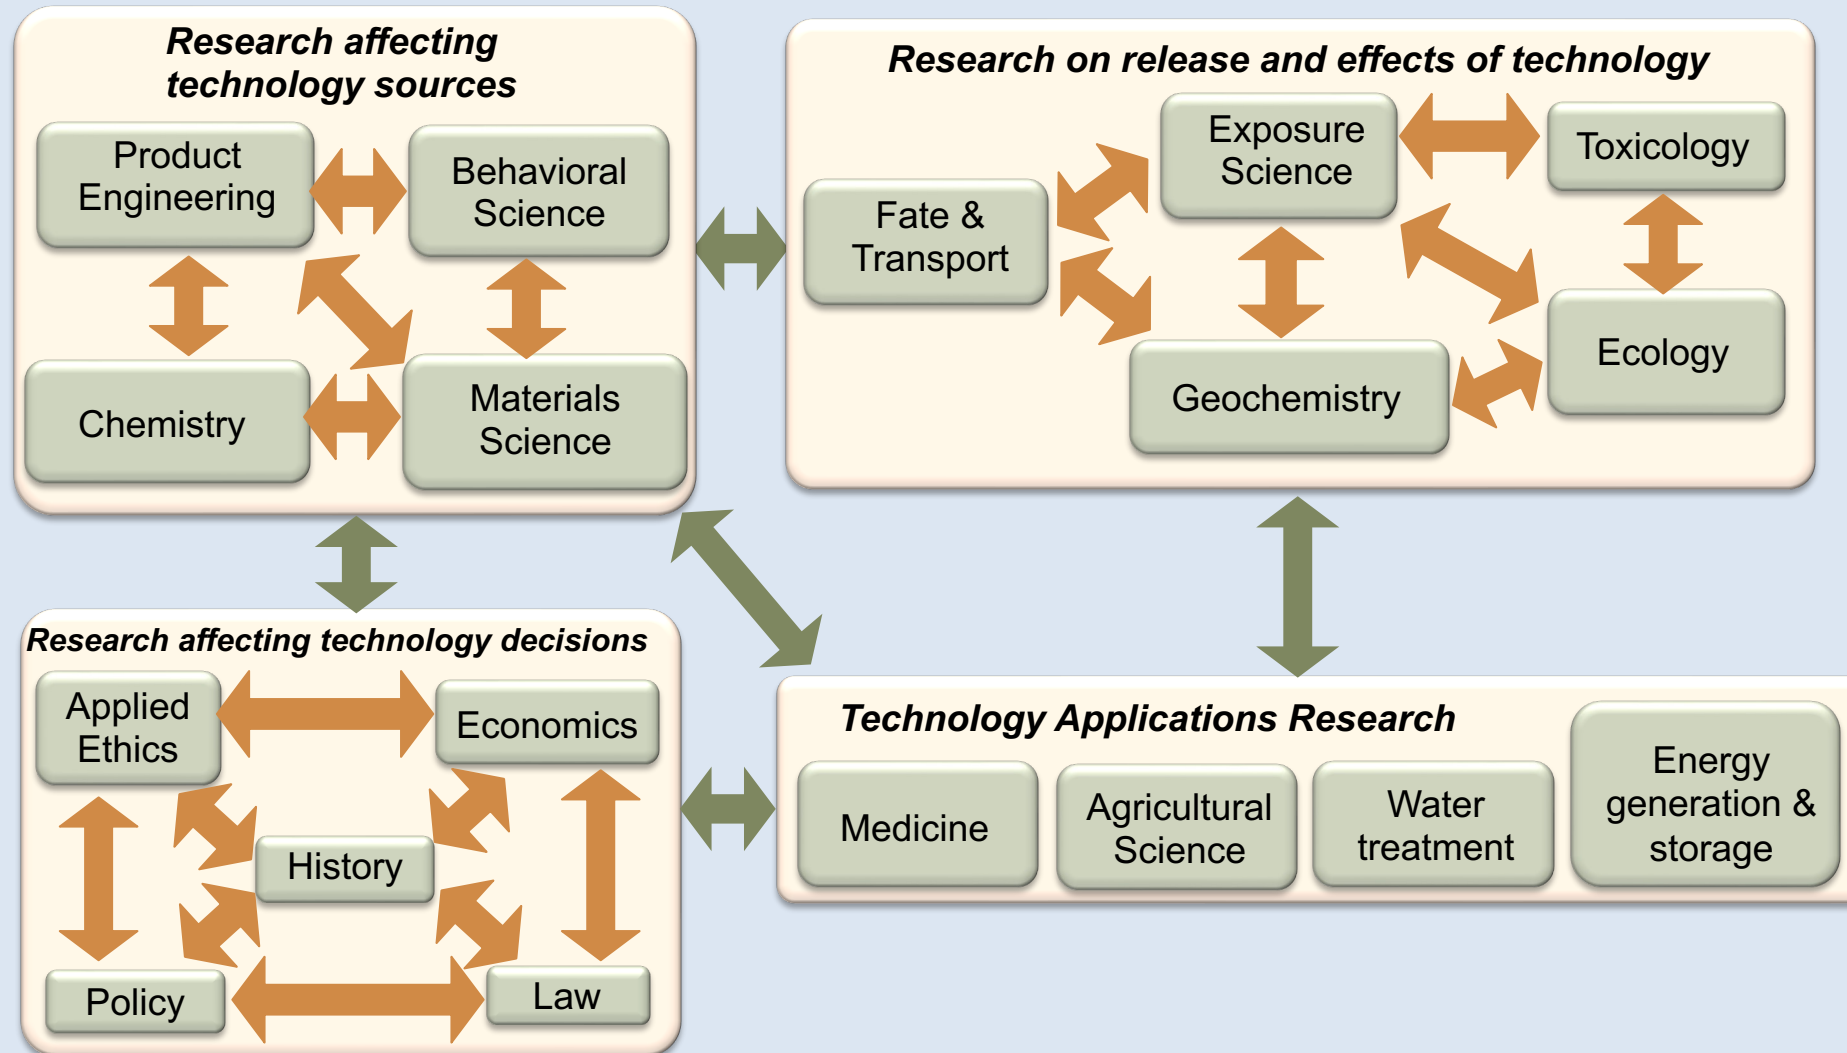 Research affecting
technology sources
Product
Engineering
Behavioral
Science
Chemistry
Materials
Science
Research on release and effects of technology
Exposure
Science
Toxicology
Fate &
Transport
Ecology
Geochemistry
Research affecting technology decisions
Applied
Ethics
Economics
History
Policy
Law
Technology Applications Research
Medicine
Agricultural
Science
Water
treatment
Energy
generation &
storage